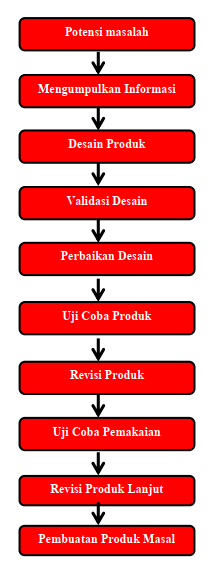 Potensi masalah
Mengumpulkan Informasi
Desain Produk
Validasi Desain
Perbaikan Desain
Uji Coba Produk
Revisi Produk
Uji Coba Pemakaian
Revisi Produk Lanjut
Pembuatan Produk Masal